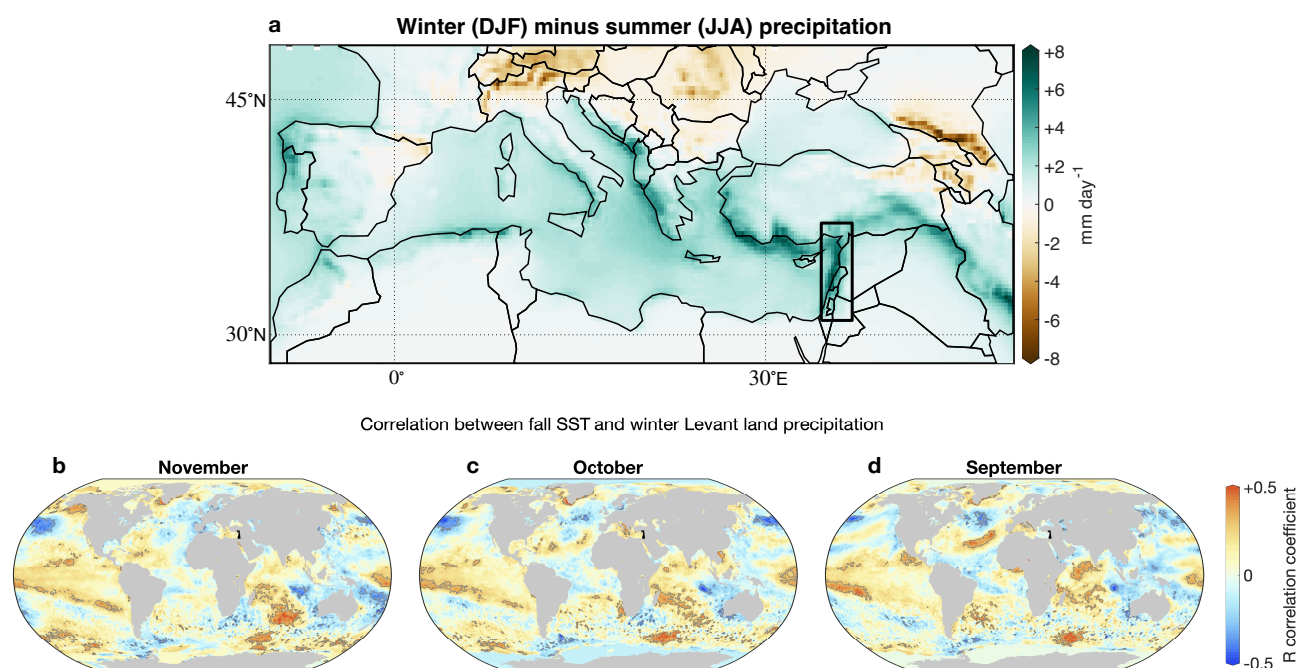 a Winter (DJF) minus summer (JJA) precipitation
45°N
30°N
0°
30°E
+8
+6
+4
+2
0
-2
-4
-6
-8
mm day⁻¹
Correlation between fall SST and winter Levant land precipitation
b November
c October
d September
+0.5
0
-0.5
R correlation coefficient